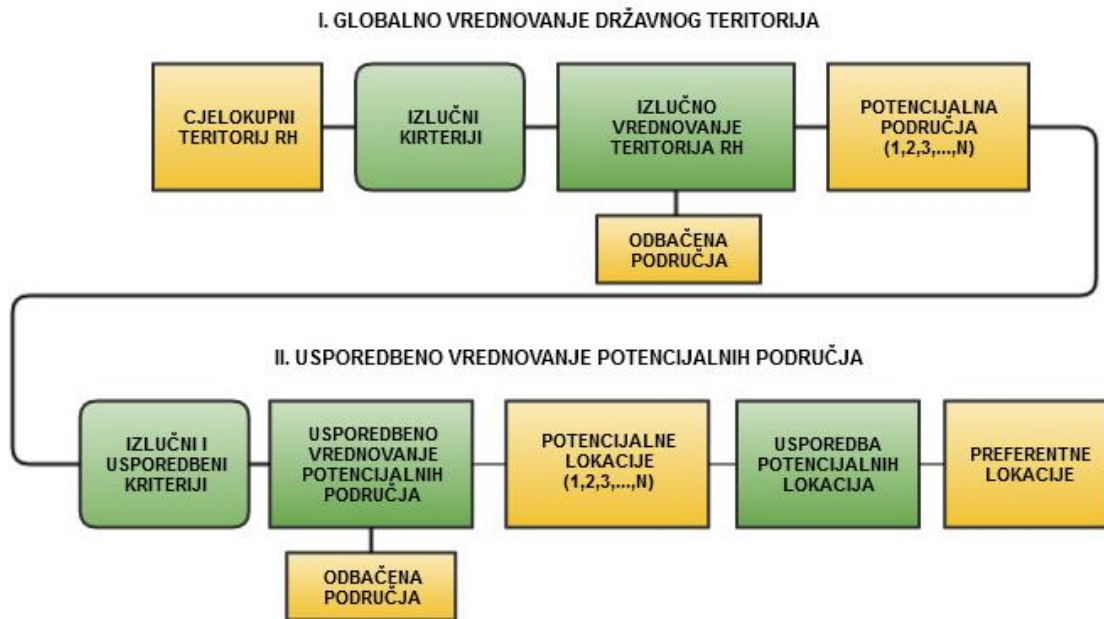 I. GLOBALNO VREDNOVANJE DRŽAVNOG TERITORIJA
CJELOKUPNI
TERITORIJ RH
IZLUČNI
KIRTERIJI
IZLUČNO
VREDNOVANJE
TERITORIJA RH
POTENCIJALNA
PODRUČJA
(1,2,3,...,N)
ODBAČENA
PODRUČJA
II. USPOREDBENO VREDNOVANJE POTENCIJALNIH PODRUČJA
IZLUČNI I
USPOREDBENI
KRITERIJI
USPOREDBENO
VREDNOVANJE
POTENCIJALNIH
PODRUČJA
POTENCIJALNE
LOKACIJE
(1,2,3,...,N)
USPOREDBA
POTENCIJALNIH
LOKACIJA
PREFERENTNE
LOKACIJE
ODBAČENA
PODRUČJA